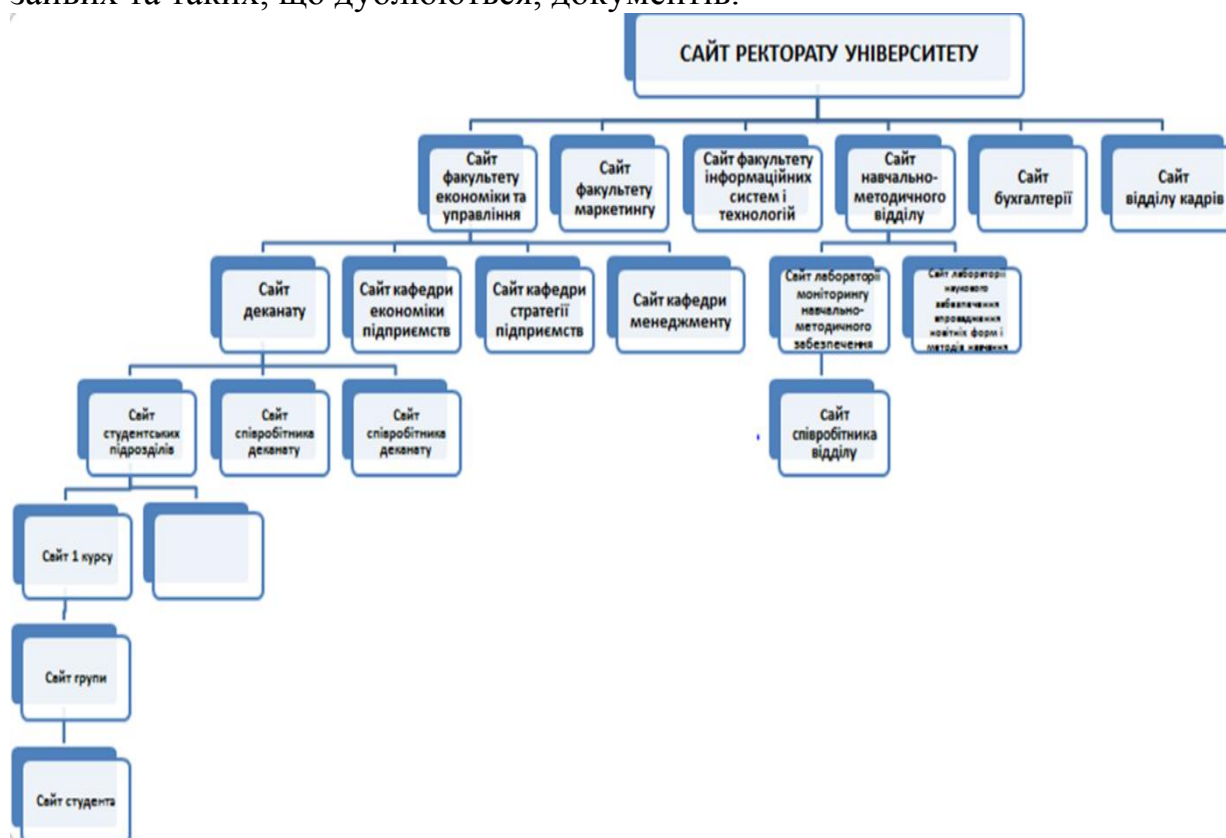 зайвих та таких, що дублюються, документів.
САЙТ РЕКТОРАТУ УНІВЕРСИТЕТУ
Сайт
факультету
економіки та
управління
Сайт
факультету
маркетингу
Сайт факультету
інформаційних
систем і
технологій
Сайт
навчально-
методичного
відділу
Сайт
бухгалтерії
Сайт
відділу кадрів
Сайт
деканату
Сайт кафедри
економіки
підприємств
Сайт кафедри
стратегії
підприємств
Сайт кафедри
менеджменту
Сайт лабораторії
моніторингу
навчально-
методичного
забезпечення
Сайт лабораторії
наукового
забезпечення
впровадження
новітніх форм і
методів навчання
Сайт
студентських
підрозділів
Сайт
співробітника
деканату
Сайт
співробітника
деканату
Сайт
співробітника
відділу
Сайт 1 курсу
Сайт групи
Сайт студента